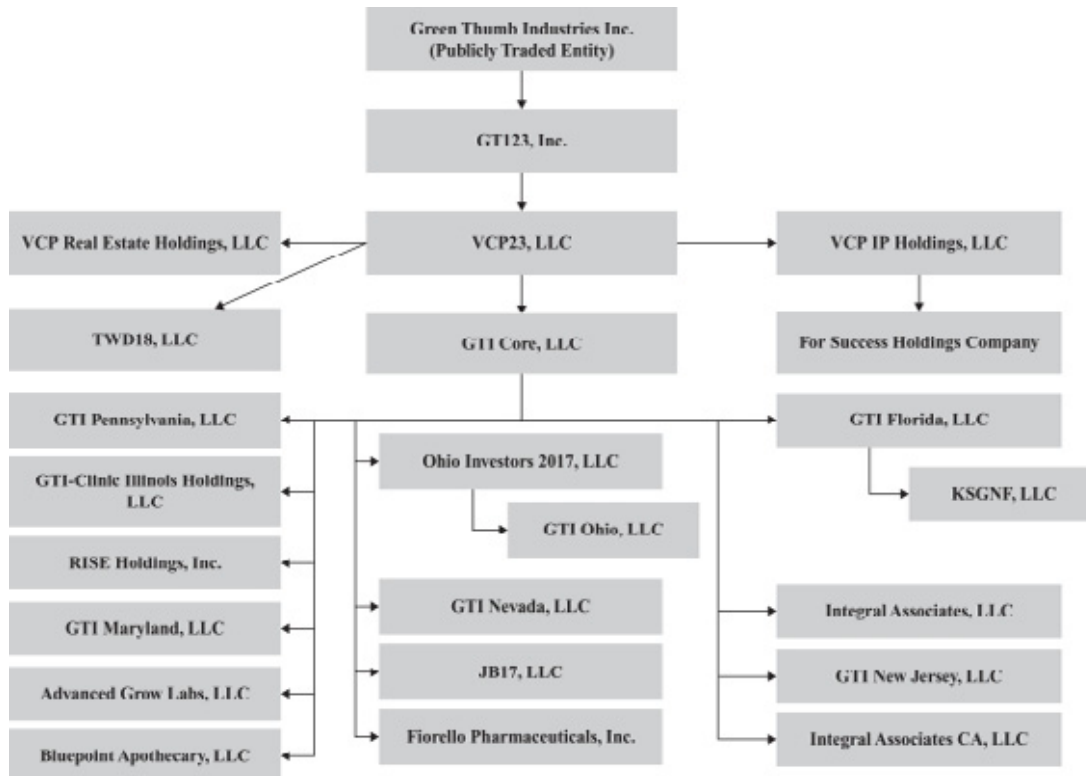 Green Thumb Industries Inc.
(Publicly Traded Entity)
GT123, Inc.
VCP Real Estate Holdings, LLC
VCP23, LLC
VCP IP Holdings, LLC
TWD18, LLC
GTI Core, LLC
For Success Holdings Company
GTI Pennsylvania, LLC
GTI Florida, LLC
Ohio Investors 2017, LLC
GTI-Clinic Illinois Holdings,
LLC
KSGNF, LLC
GTI Ohio, LLC
RISE Holdings, Inc.
GTI Nevada, LLC
Integral Associates, LLC
GTI Maryland, LLC
JB17, LLC
GTI New Jersey, LLC
Advanced Grow Labs, LLC
Fiorello Pharmaceuticals, Inc.
Integral Associates CA, LLC
Bluepoint Apothecary, LLC